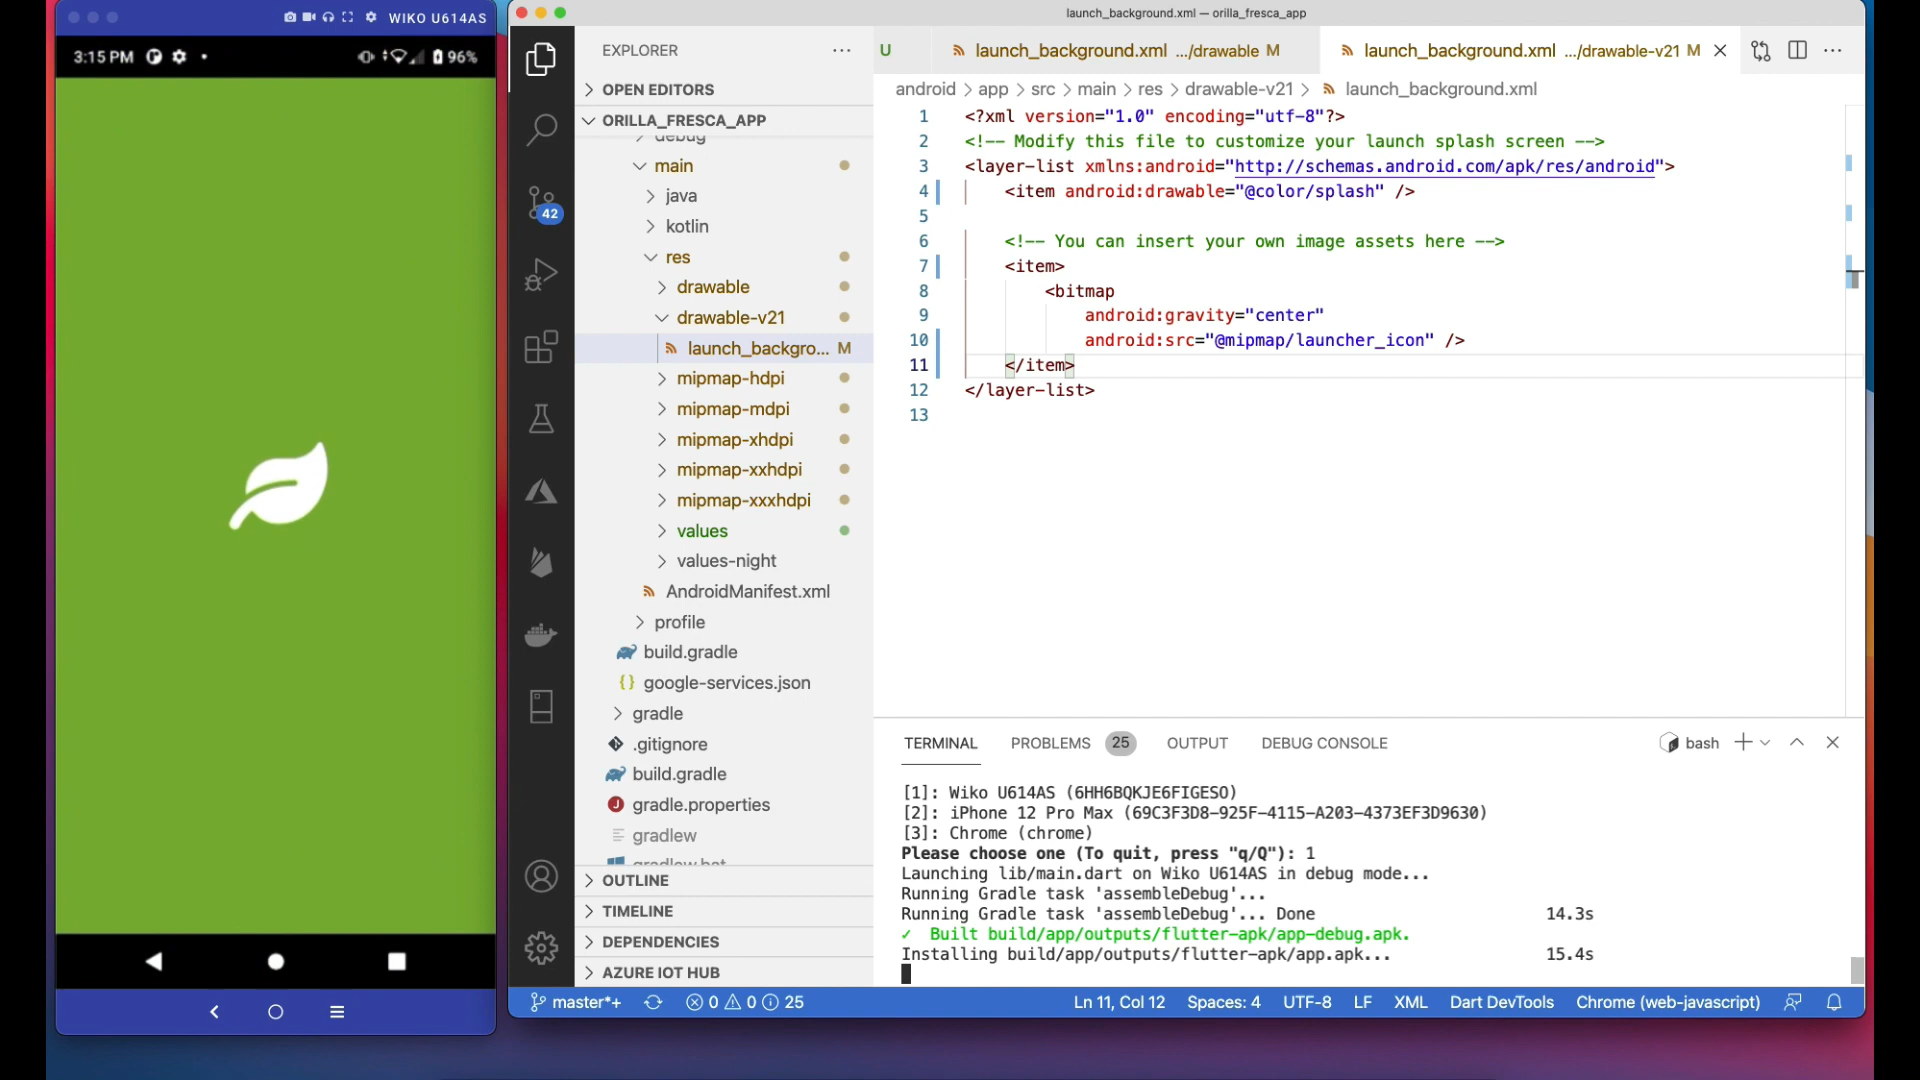 WIKO U614AS
3:15 PM
96%
launch_background.xml — orilla_fresca_app
EXPLORER
OPEN EDITORS
ORILLA_FRESCA_APP
debug
main
java
kotlin
res
drawable
drawable-v21
launch_backgro... M
mipmap-hdpi
mipmap-mdpi
mipmap-xhdpi
mipmap-xxhdpi
mipmap-xxxhdpi
values
values-night
AndroidManifest.xml
profile
build.gradle
google-services.json
gradle
.gitignore
build.gradle
gradle.properties
gradlew
gradlew.bat
OUTLINE
TIMELINE
DEPENDENCIES
AZURE IOT HUB
42
U
launch_background.xml .../drawable M
launch_background.xml .../drawable-v21 M
android > app > src > main > res > drawable-v21 > launch_background.xml
1 <?xml version="1.0" encoding="utf-8"?>
2 <!-- Modify this file to customize your launch splash screen -->
3 <layer-list xmlns:android="http://schemas.android.com/apk/res/android">
4 <item android:drawable="@color/splash" />
5
6 <!-- You can insert your own image assets here -->
7 <item>
8 <bitmap
9 android:gravity="center"
10 android:src="@mipmap/launcher_icon" />
11 </item>
12 </layer-list>
13
TERMINAL PROBLEMS 25 OUTPUT DEBUG CONSOLE
bash
[1]: Wiko U614AS (6HH6BQKJE6FIGESO)
[2]: iPhone 12 Pro Max (69C3F3D8-925F-4115-A203-4373EF3D9630)
[3]: Chrome (chrome)
Please choose one (To quit, press "q/Q"): 1
Launching lib/main.dart on Wiko U614AS in debug mode...
Running Gradle task 'assembleDebug'...
Running Gradle task 'assembleDebug'... Done 14.3s
✓ Built build/app/outputs/flutter-apk/app-debug.apk.
Installing build/app/outputs/flutter-apk/app.apk... 15.4s
master*+ 0 0 25
Ln 11, Col 12 Spaces: 4 UTF-8 LF XML Dart DevTools Chrome (web-javascript)